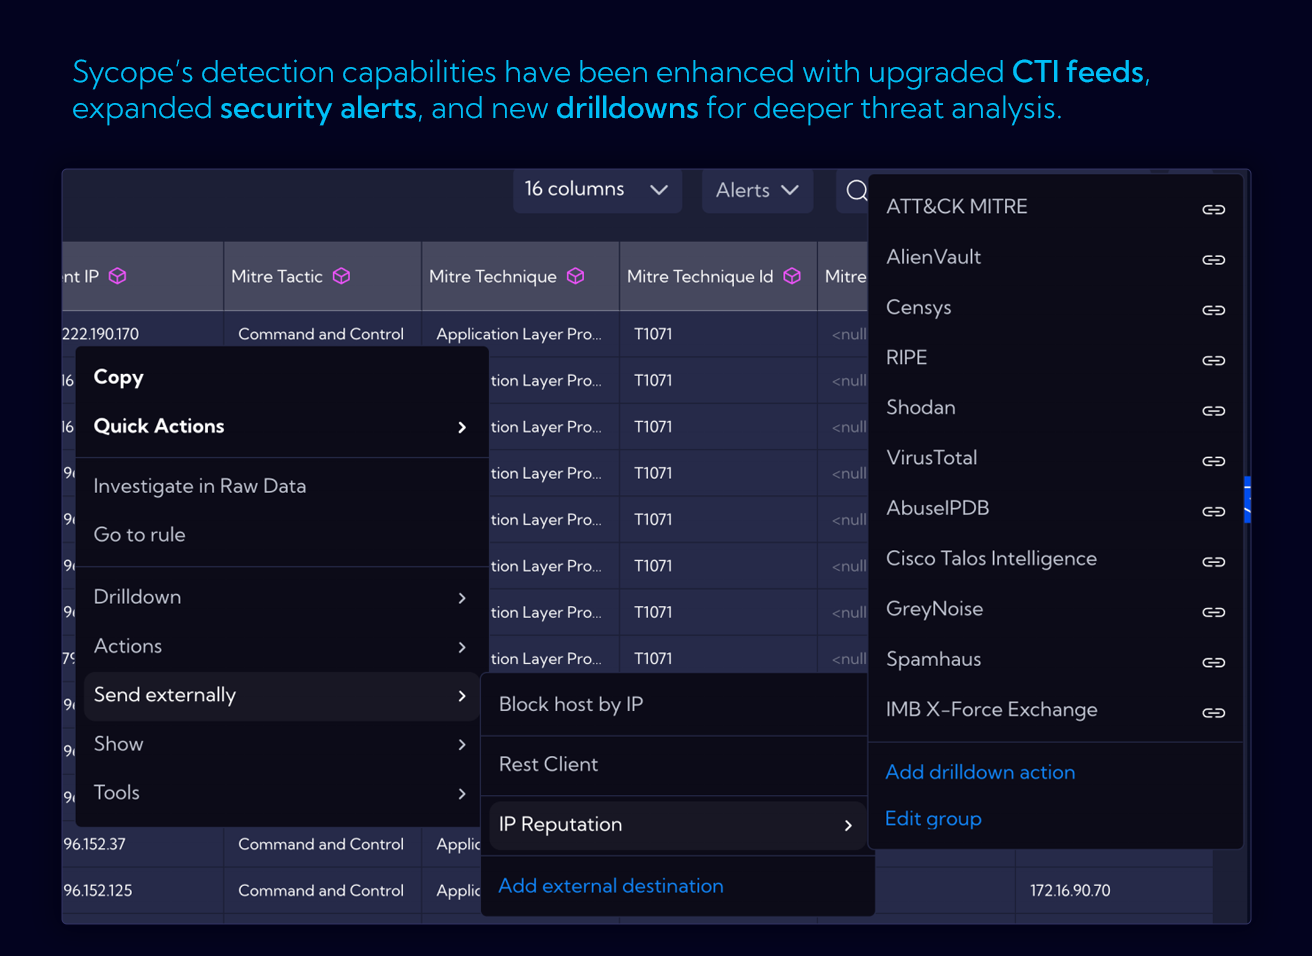 Sycope's detection capabilities have been enhanced with upgraded CTI feeds,
expanded security alerts, and new drilldowns for deeper threat analysis.
16 columns
Alerts
nt IP
Mitre Tactic
Mitre Technique
Mitre Technique Id
Mitre
222.190.170
Command and Control
Application Layer Pro...
T1071
<null
16
tion Layer Pro...
T1071
<null
16
tion Layer Pro...
T1071
<null
96
tion Layer Pro...
T1071
<null
96
tion Layer Pro...
T1071
<null
96
tion Layer Pro...
T1071
<null
96
tion Layer Pro...
T1071
<null
79
tion Layer Pro...
T1071
<null
96
96
96
96.152.37
Command and Control
Applic
96.152.125
Command and Control
Applic
172.16.90.70
Copy
Quick Actions
Investigate in Raw Data
Go to rule
Drilldown
Actions
Send externally
Show
Tools
Block host by IP
Rest Client
IP Reputation
Add external destination
ATT&CK MITRE
AlienVault
Censys
RIPE
Shodan
VirusTotal
AbuseIPDB
Cisco Talos Intelligence
GreyNoise
Spamhaus
IMB X-Force Exchange
Add drilldown action
Edit group